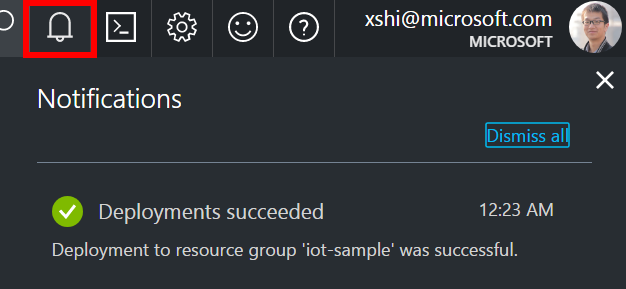 xshi@microsoft.com
MICROSOFT
Notifications
Dismiss all
Deployments succeeded 12:23 AM
Deployment to resource group 'iot-sample' was successful.